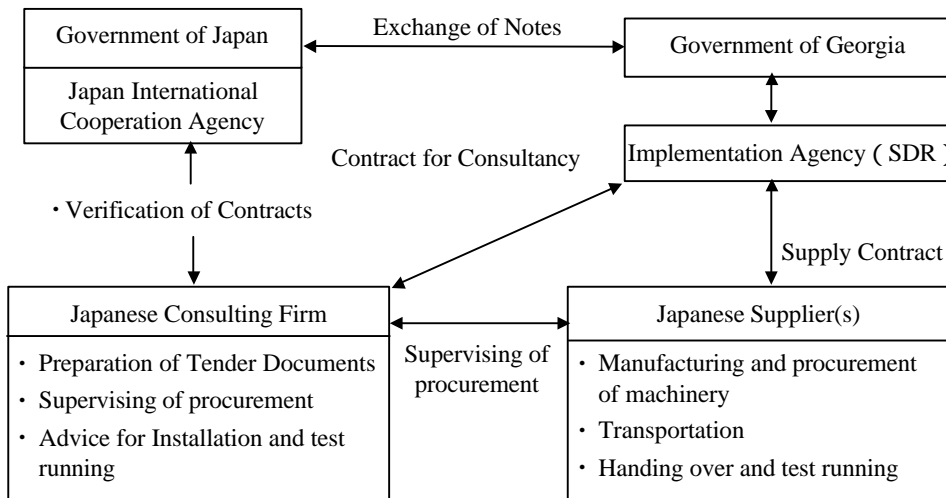 Government of Japan
Exchange of Notes
Government of Georgia
Japan International
Cooperation Agency
Contract for Consultancy
Implementation Agency ( SDR )
・Verification of Contracts
Supply Contract
Japanese Consulting Firm
・ Preparation of Tender Documents
・ Supervising of procurement
・ Advice for Installation and test
running
Supervising of
procurement
Japanese Supplier(s)
・ Manufacturing and procurement
of machinery
・ Transportation
・ Handing over and test running